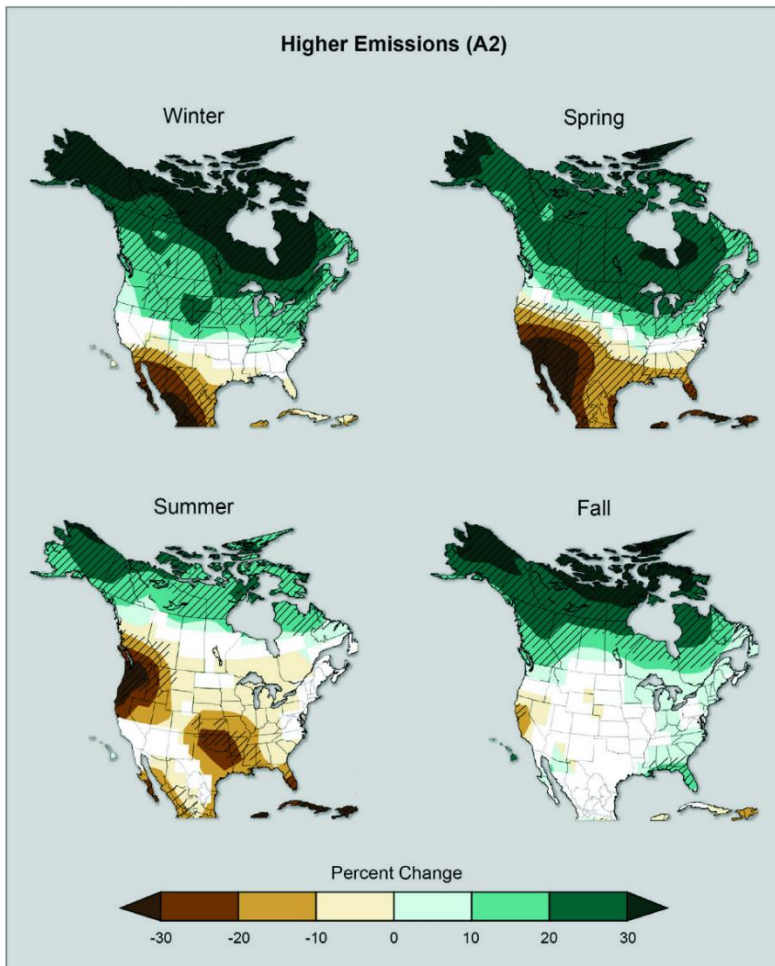 Higher Emissions (A2)
Winter
Spring
Summer
Fall
Percent Change
-30 -20 -10 0 10 20 30